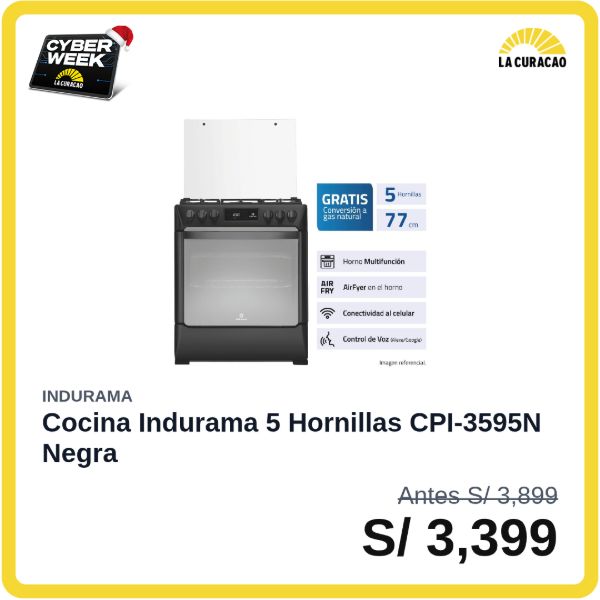 CYBER
WEEK
LA CURACAO
LA CURACAO
GRATIS
Conversión a
gas natural
5 Hornillas
77 cm
Horno Multifunción
AIR
FRY
AirFyer en el horno
Conectividad al celular
Control de Voz (Alexa/Google)
Imagen referencial.
INDURAMA
Cocina Indurama 5 Hornillas CPI-3595N
Negra
Antes S/ 3,899
S/ 3,399